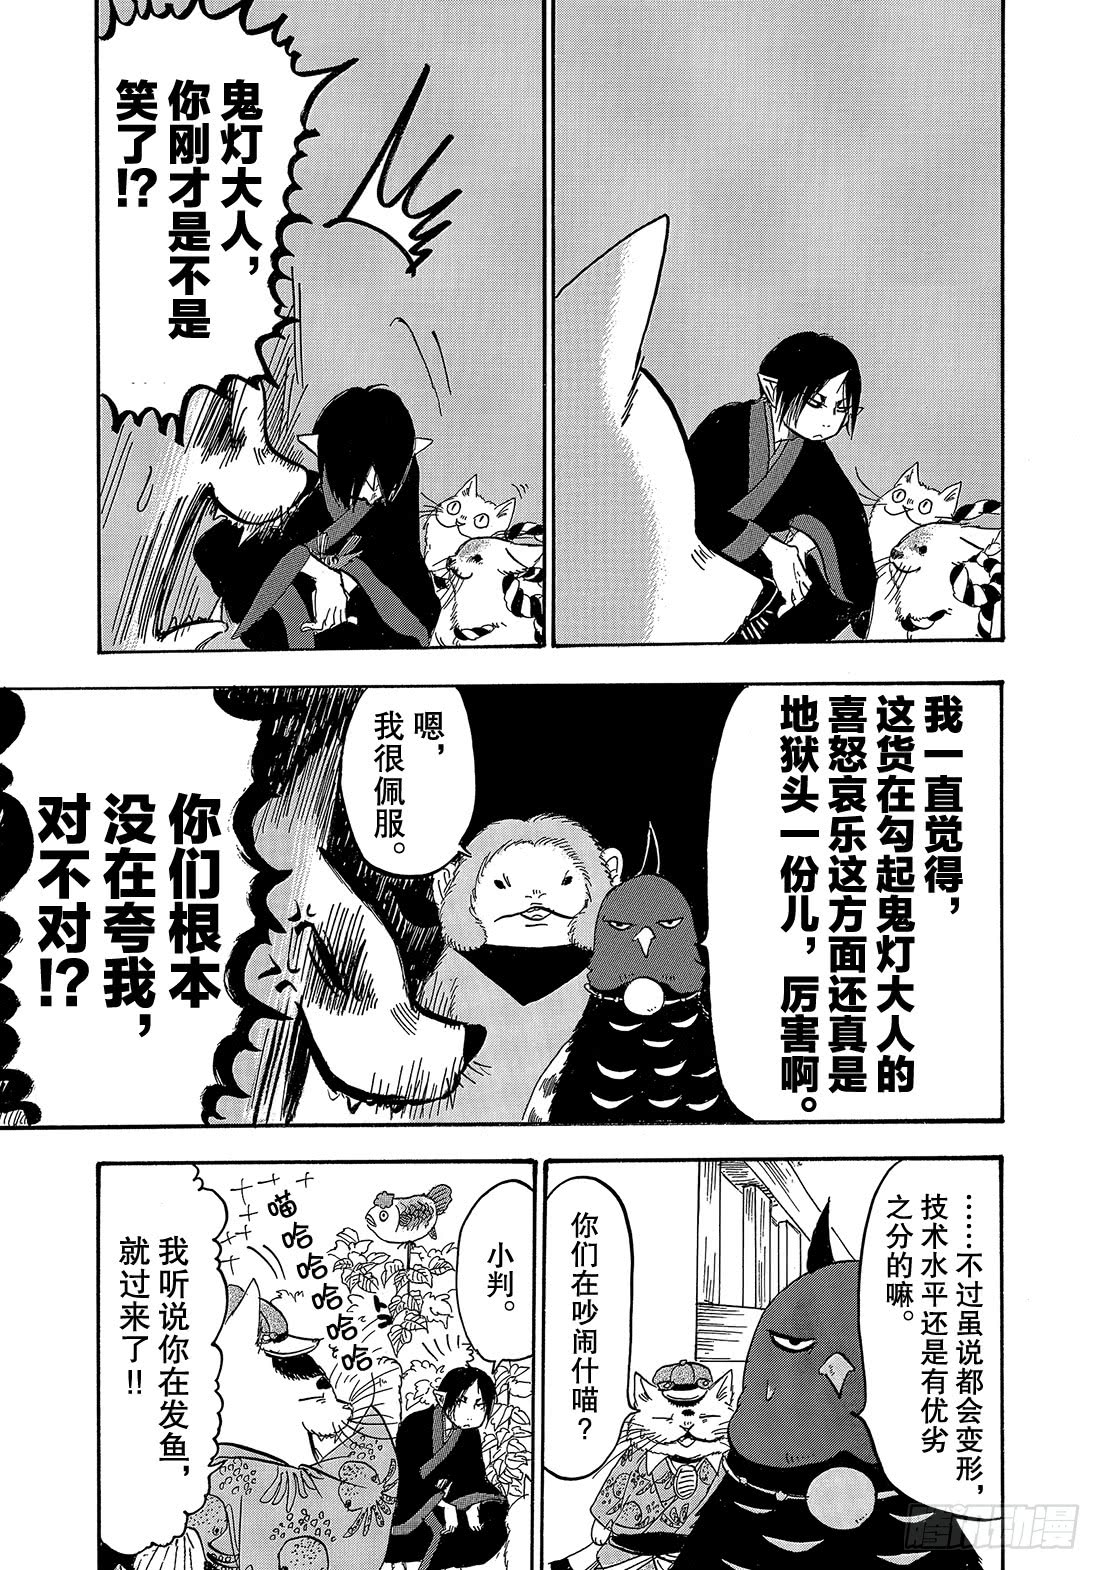 鬼灯大人，
你刚才是不是
笑了!?
我一直觉得，
这货在勾起鬼灯大人的
喜怒哀乐这方面还真是
地狱头一份儿，厉害啊。
嗯，
我很佩服。
你们根本
没在夸我，
对不对!?
……不过虽说都会变形，
技术水平还是有优劣
之分的嘛。
你们在吵闹什喵？
小判。
喵哈哈哈哈哈
我听说你在发鱼，
就过来了!!
腾讯动漫